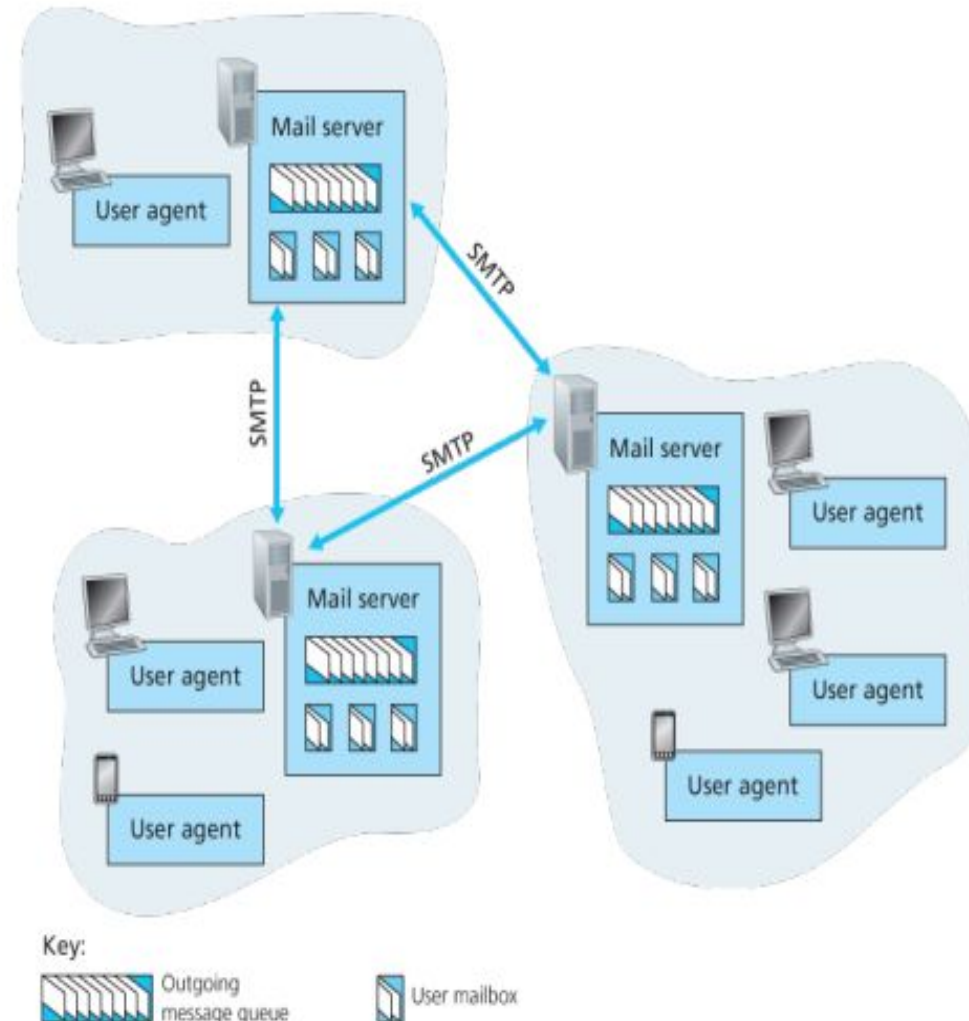 Mail server
User agent
SMTP
SMTP
SMTP
Mail server
User agent
User agent
User agent
Mail server
User agent
User agent
Key:
Outgoing
message queue
User mailbox